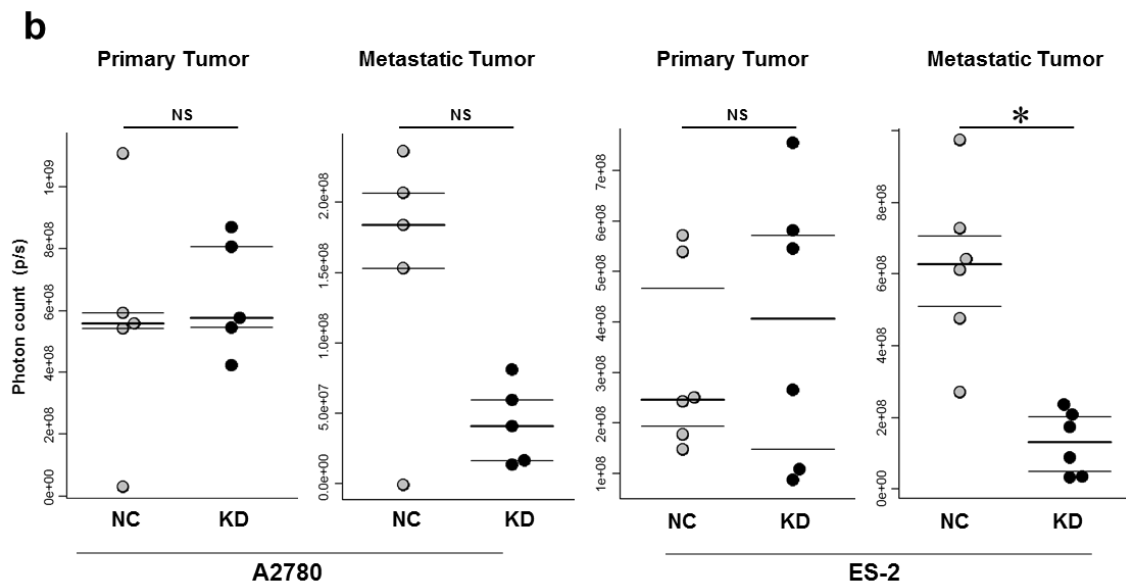 b
Primary Tumor
Metastatic Tumor
Primary Tumor
Metastatic Tumor
NS
NS
NS
*
Photon count (p/s)
1e+09
8e+08
6e+08
4e+08
2e+08
0e+00
2.0e+08
1.5e+08
1.0e+08
5.0e+07
0.0e+00
7e+08
6e+08
5e+08
4e+08
3e+08
2e+08
1e+08
8e+08
6e+08
4e+08
2e+08
0e+00
NC KD
NC KD
NC KD
NC KD
A2780
ES-2